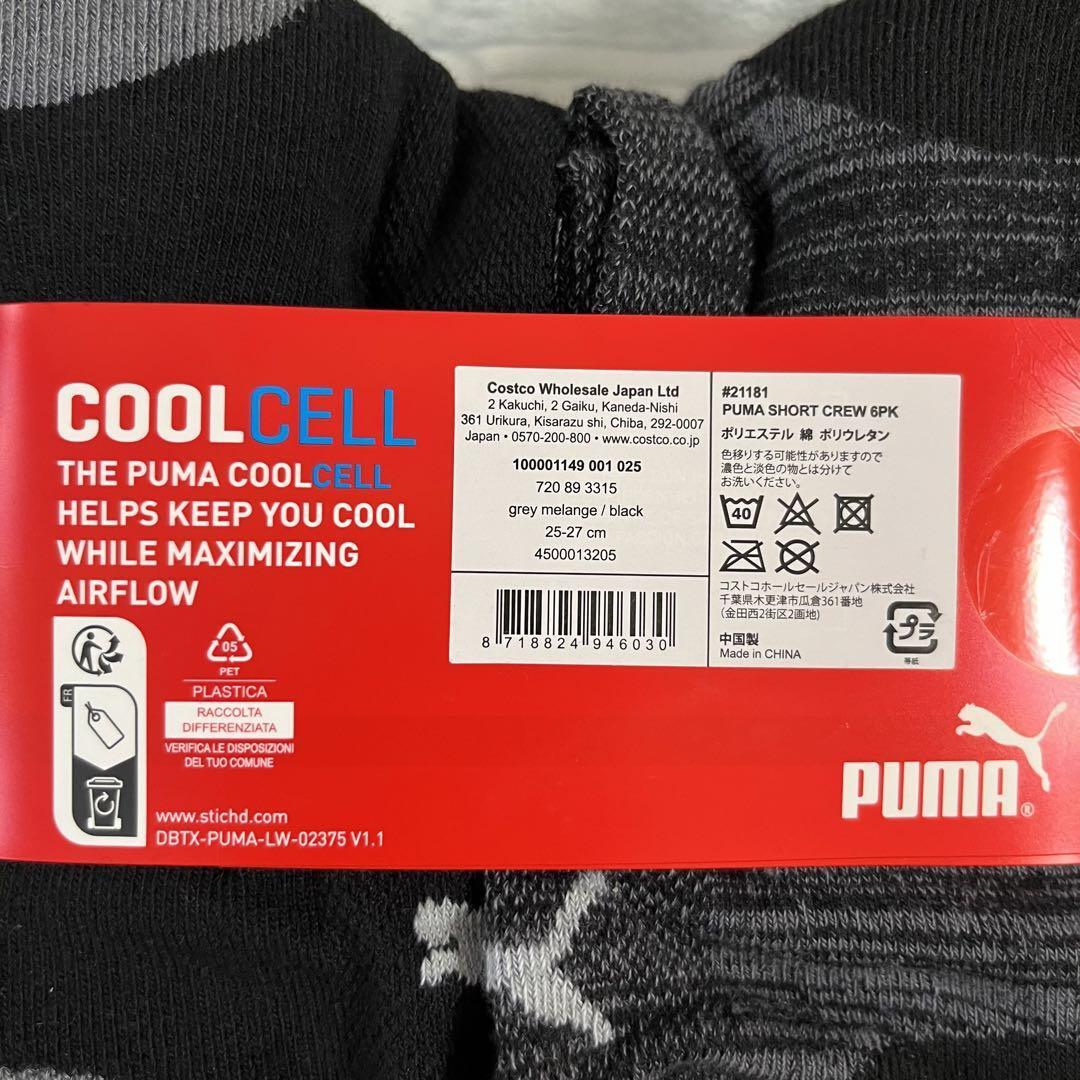 COOLCELL
THE PUMA COOLCELL
HELPS KEEP YOU COOL
WHILE MAXIMIZING
AIRFLOW
FR
05
PET
PLASTICA
RACCOLTA
DIFFERENZIATA
VERIFICA LE DISPOSIZIONI
DEL TUO COMUNE
www.stichd.com
DBTX-PUMA-LW-02375 V1.1
Costco Wholesale Japan Ltd
2 Kakuchi, 2 Gaiku, Kaneda-Nishi
361 Urikura, Kisarazu shi, Chiba, 292-0007
Japan • 0570-200-800 • www.costco.co.jp
100001149 001 025
720 89 3315
grey melange / black
25-27 cm
4500013205
8 718824 946030
#21181
PUMA SHORT CREW 6PK
ポリエステル 綿 ポリウレタン
色移りする可能性がありますので
濃色と淡色の物とは分けて
お洗いください。
40
コストコホールセールジャパン株式会社
千葉県木更津市瓜倉361番地
(金田西2街区2画地)
中国製
Made in CHINA
プラ
帯紙
PUMA®